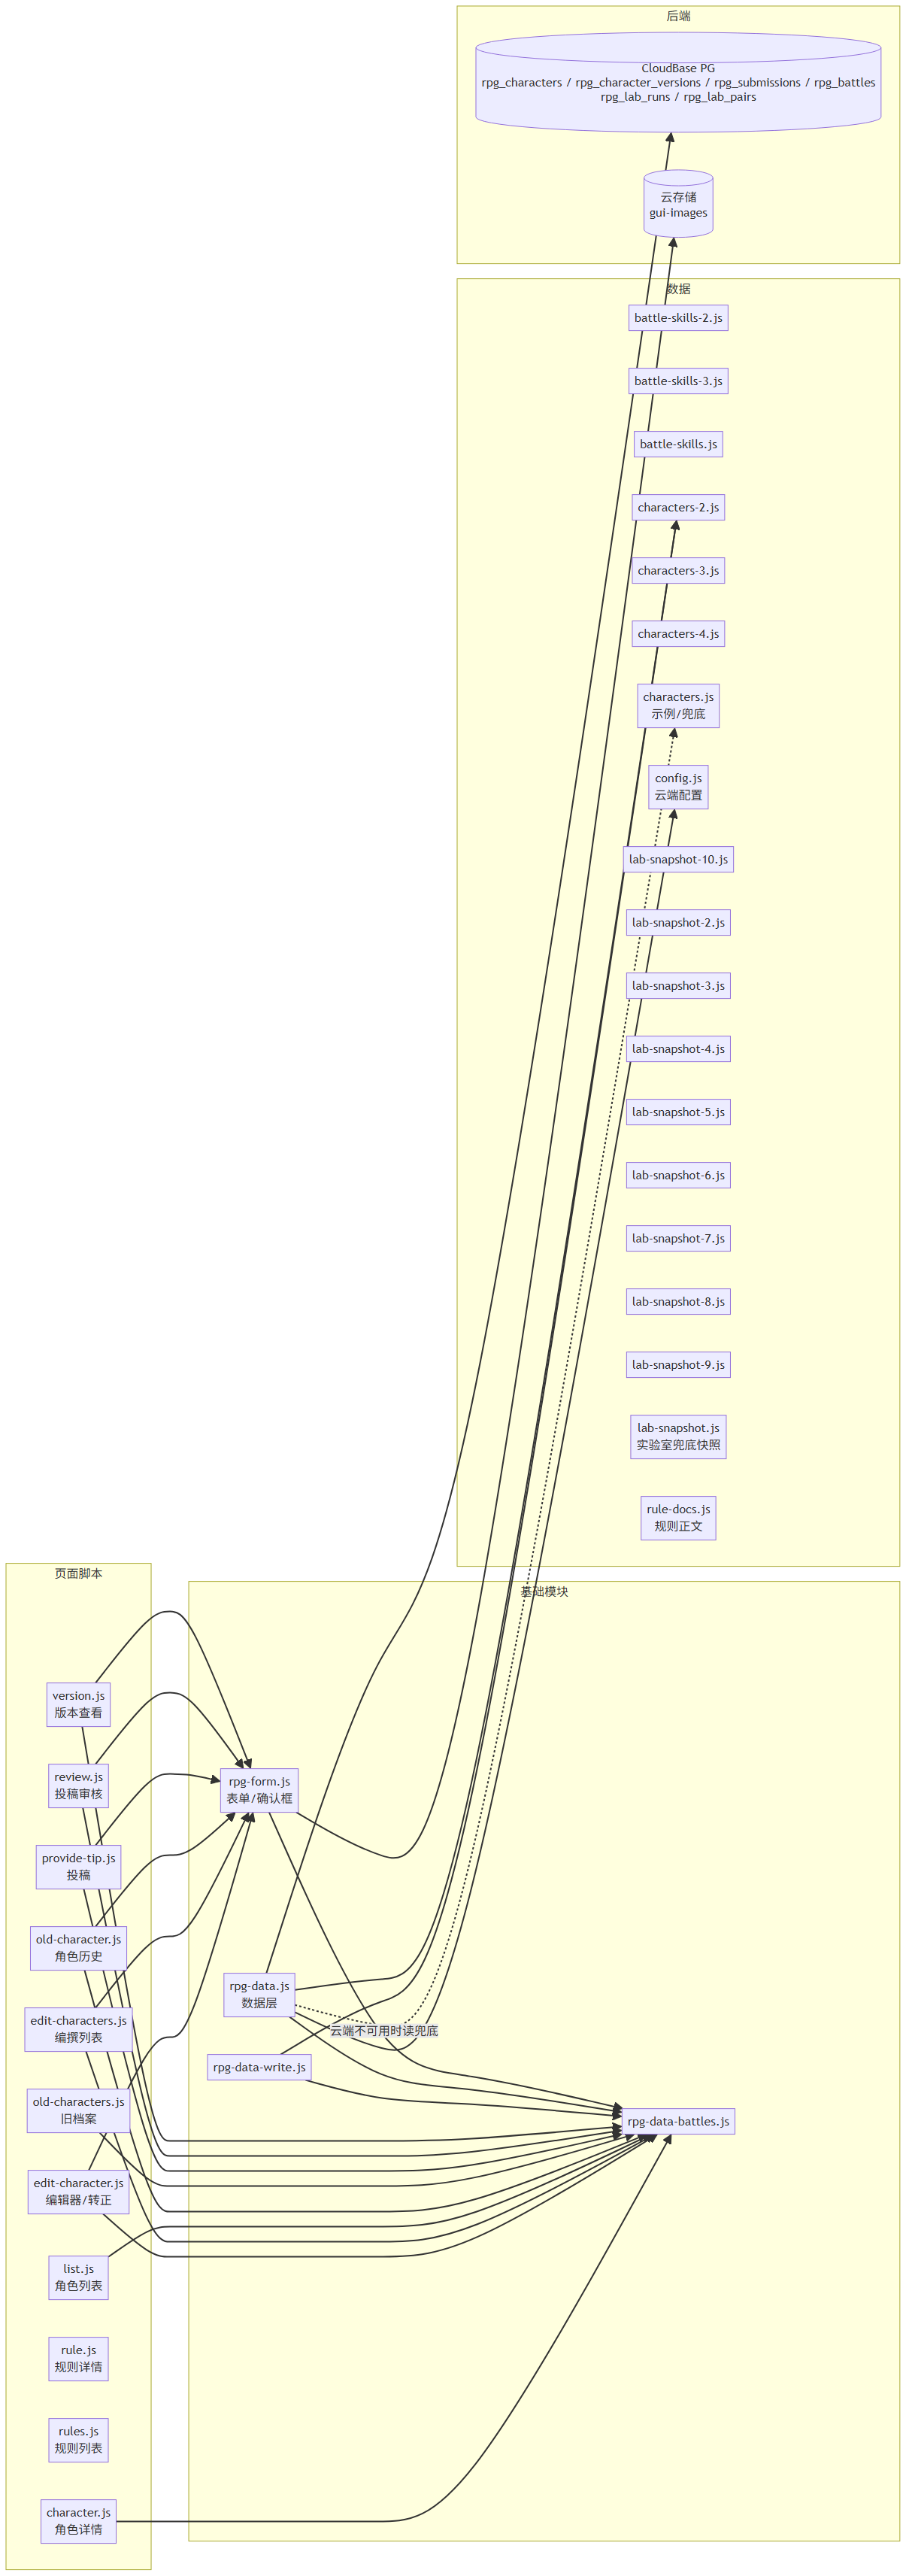 后端
CloudBase PG
rpg_characters / rpg_character_versions / rpg_submissions / rpg_battles
rpg_lab_runs / rpg_lab_pairs
云存储
gui-images
数据
battle-skills-2.js
battle-skills-3.js
battle-skills.js
characters-2.js
characters-3.js
characters-4.js
characters.js
示例/兜底
config.js
云端配置
lab-snapshot-10.js
lab-snapshot-2.js
lab-snapshot-3.js
lab-snapshot-4.js
lab-snapshot-5.js
lab-snapshot-6.js
lab-snapshot-7.js
lab-snapshot-8.js
lab-snapshot-9.js
lab-snapshot.js
实验室兜底快照
rule-docs.js
规则正文
页面脚本
version.js
版本查看
review.js
投稿审核
provide-tip.js
投稿
old-character.js
角色历史
edit-characters.js
编撰列表
old-characters.js
旧档案
edit-character.js
编辑器/转正
list.js
角色列表
rule.js
规则详情
rules.js
规则列表
character.js
角色详情
基础模块
rpg-form.js
表单/确认框
rpg-data.js
数据层
云端不可用时读兜底
rpg-data-write.js
rpg-data-battles.js